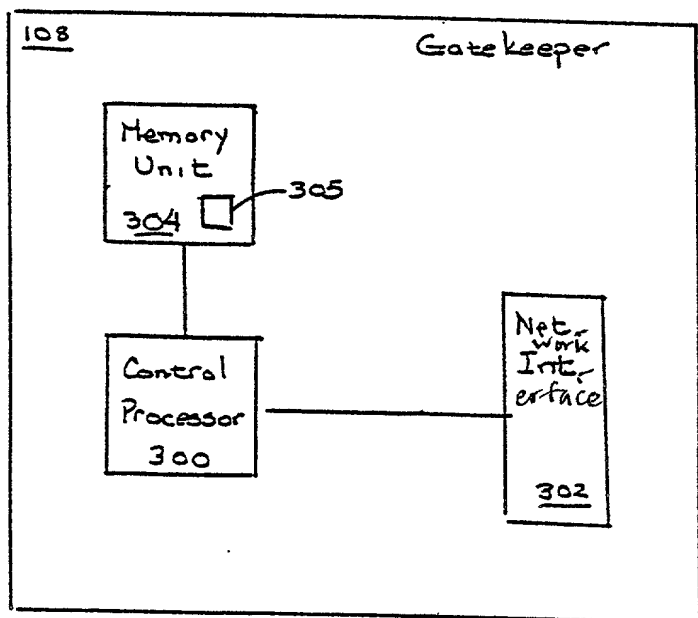 108
Gatekeeper
Memory
Unit
304
305
Control
Processor
300
Net-
work
Int-
erface
302